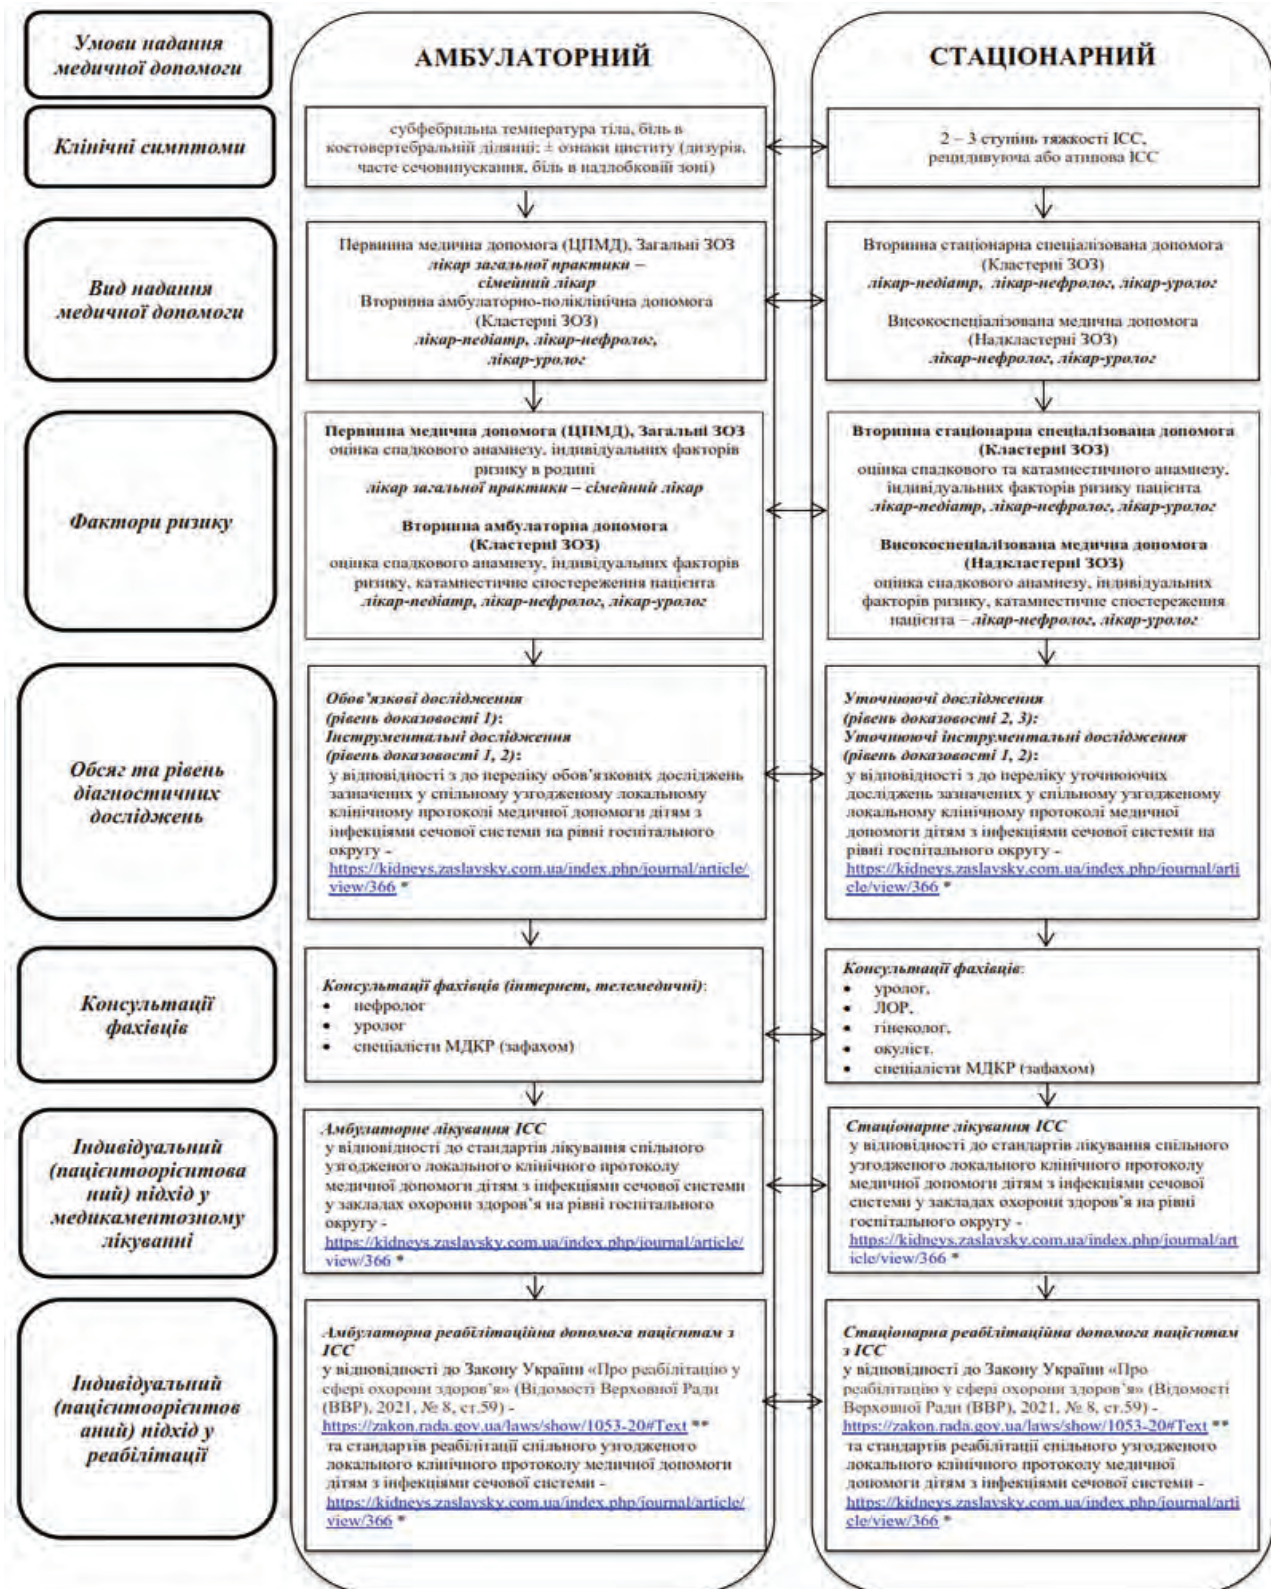 Умови надання
медичної допомоги
АМБУЛАТОРНИЙ
СТАЦІОНАРНИЙ
Клінічні симптоми
субфебрильна температура тіла, біль в
костовертебральній ділянці; ± ознаки циститу (дизурія,
часте сечовипускання, біль в надлобковій зоні)
2 – 3 ступінь тяжкості ІСС,
рецидивуюча або атипова ІСС
Вид надання
медичної допомоги
Первинна медична допомога (ЦПМД), Загальні ЗОЗ
лікар загальної практики –
сімейний лікар
Вторинна амбулаторно-поліклінічна допомога
(Кластерні ЗОЗ)
лікар-педіатр, лікар-нефролог,
лікар-уролог
Вторинна стаціонарна спеціалізована допомога
(Кластерні ЗОЗ)
лікар-педіатр, лікар-нефролог, лікар-уролог
Високоспеціалізована медична допомога
(Надкластерні ЗОЗ)
лікар-нефролог, лікар-уролог
Фактори ризику
Первинна медична допомога (ЦПМД), Загальні ЗОЗ
оцінка спадкового анамнезу, індивідуальних факторів
ризику в родині
лікар загальної практики – сімейний лікар
Вторинна амбулаторна допомога
(Кластерні ЗОЗ)
оцінка спадкового анамнезу, індивідуальних факторів
ризику, катамнестичне спостереження пацієнта
лікар-педіатр, лікар-нефролог, лікар-уролог
Вторинна стаціонарна спеціалізована допомога
(Кластерні ЗОЗ)
оцінка спадкового та катамнестичного анамнезу,
індивідуальних факторів ризику пацієнта
лікар-педіатр, лікар-нефролог, лікар-уролог
Високоспеціалізована медична допомога
(Надкластерні ЗОЗ)
оцінка спадкового анамнезу, індивідуальних
факторів ризику, катамнестичне спостереження
пацієнта – лікар-нефролог, лікар-уролог
Обсяг та рівень
діагностичних
досліджень
Обов’язкові дослідження
(рівень доказовості 1):
Інструментальні дослідження
(рівень доказовості 1, 2):
у відповідності з до переліку обов’язкових досліджень
зазначених у спільному узгодженому локальному
клінічному протоколі медичної допомоги дітям з
інфекціями сечової системи на рівні госпітального
округу -
https://kidneys.zaslavsky.com.ua/index.php/journal/article/
view/366 *
Уточнюючі дослідження
(рівень доказовості 2, 3):
Уточнюючі інструментальні дослідження
(рівень доказовості 1, 2):
у відповідності з до переліку уточнюючих
досліджень зазначених у спільному узгодженому
локальному клінічному протоколі медичної
допомоги дітям з інфекціями сечової системи на
рівні госпітального округу -
https://kidneys.zaslavsky.com.ua/index.php/journal/arti
cle/view/366 *
Консультації
фахівців
Консультації фахівців (інтернет, телемедичні):
• нефролог
• уролог
• спеціалісти МДКР (зафахом)
Консультації фахівців:
• уролог,
• ЛОР,
• гінеколог,
• окуліст.
• спеціалісти МДКР (зафахом)
Індивідуальний
(пацієнтоорієнтова
ний) підхід у
медикаментозному
лікуванні
Амбулаторне лікування ІСС
у відповідності до стандартів лікування спільного
узгодженого локального клінічного протоколу
медичної допомоги дітям з інфекціями сечової системи
у закладах охорони здоров’я на рівні госпітального
округу -
https://kidneys.zaslavsky.com.ua/index.php/journal/article/
view/366 *
Стаціонарне лікування ІСС
у відповідності до стандартів лікування спільного
узгодженого локального клінічного протоколу
медичної допомоги дітям з інфекціями сечової
системи у закладах охорони здоров’я на рівні
госпітального округу -
https://kidneys.zaslavsky.com.ua/index.php/journal/art
icle/view/366 *
Індивідуальний
(пацієнтоорієнтов
аний) підхід у
реабілітації
Амбулаторна реабілітаційна допомога пацієнтам з
ІСС
у відповідності до Закону України «Про реабілітацію у
сфері охорони здоров’я» (Відомості Верховної Ради
(ВВР), 2021, № 8, ст.59) -
https://zakon.rada.gov.ua/laws/show/1053-20#Text **
та стандартів реабілітації спільного узгодженого
локального клінічного протоколу медичної допомоги
дітям з інфекціями сечової системи -
https://kidneys.zaslavsky.com.ua/index.php/journal/article/
view/366 *
Стаціонарна реабілітаційна допомога пацієнтам
з ІСС
у відповідності до Закону України «Про
реабілітацію у сфері охорони здоров’я» (Відомості
Верховної Ради (ВВР), 2021, № 8, ст.59) -
https://zakon.rada.gov.ua/laws/show/1053-20#Text **
та стандартів реабілітації спільного узгодженого
локального клінічного протоколу медичної
допомоги дітям з інфекціями сечової системи -
https://kidneys.zaslavsky.com.ua/index.php/journal/arti
cle/view/366 *